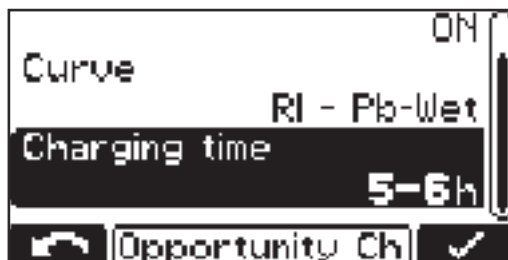 ON
Curve
RI - Pb-Wet
Charging time
5-6h
Opportunity Ch